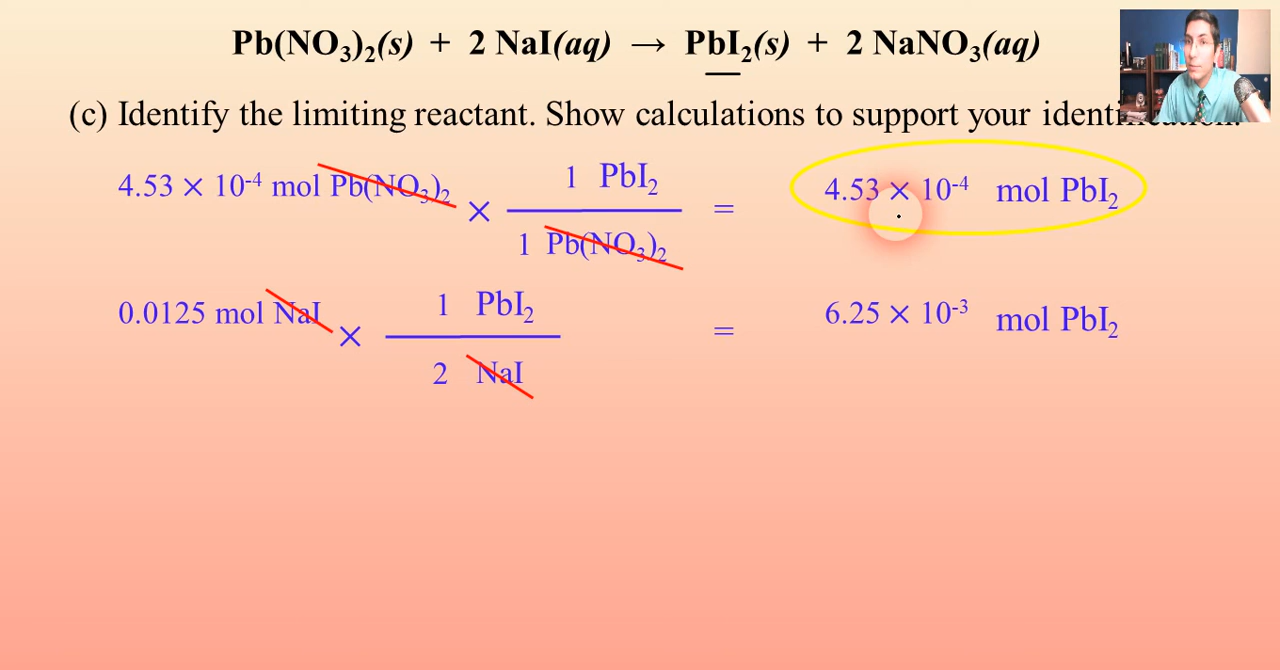 Pb(NO₃)₂(s) + 2 NaI(aq) → PbI₂(s) + 2 NaNO₃(aq)
(c) Identify the limiting reactant. Show calculations to support your
4.53 × 10⁻⁴ mol Pb(NO₃)₂ × 1 PbI₂ = 4.53 × 10⁻⁴ mol PbI₂
1 Pb(NO₃)₂
0.0125 mol NaI × 1 PbI₂ = 6.25 × 10⁻³ mol PbI₂
2 NaI